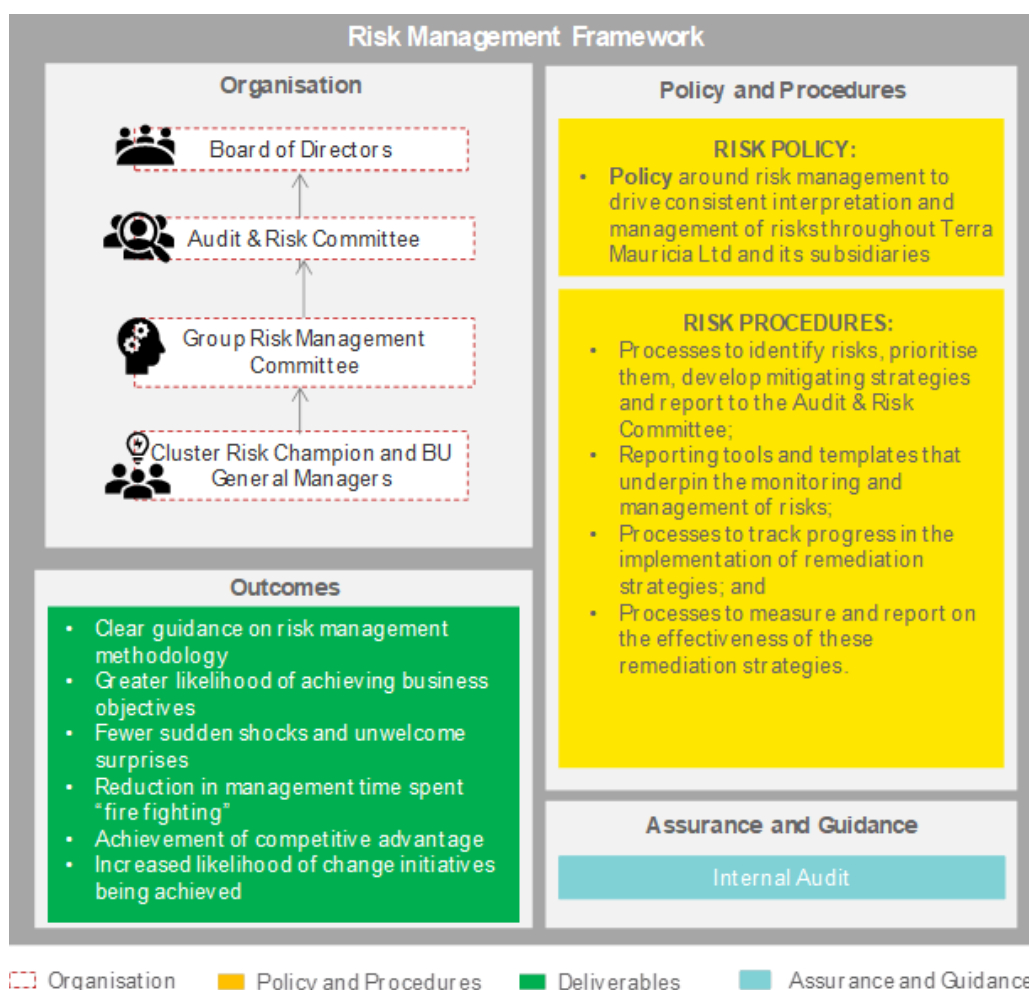 Risk Management Framework
Organisation
Board of Directors
Audit & Risk Committee
Group Risk Management
Committee
Cluster Risk Champion and BU
General Managers
Outcomes
• Clear guidance on risk management
methodology
• Greater likelihood of achieving business
objectives
• Fewer sudden shocks and unwelcome
surprises
• Reduction in management time spent
“fire fighting”
• Achievement of competitive advantage
• Increased likelihood of change initiatives
being achieved
Policy and Procedures
RISK POLICY:
• Policy around risk management to
drive consistent interpretation and
management of risks throughout Terra
Mauricia Ltd and its subsidiaries
RISK PROCEDURES:
• Processes to identify risks, prioritise
them, develop mitigating strategies
and report to the Audit & Risk
Committee;
• Reporting tools and templates that
underpin the monitoring and
management of risks;
• Processes to track progress in the
implementation of remediation
strategies; and
• Processes to measure and report on
the effectiveness of these
remediation strategies.
Assurance and Guidance
Internal Audit
Organisation
Policy and Procedures
Deliverables
Assurance and Guidance